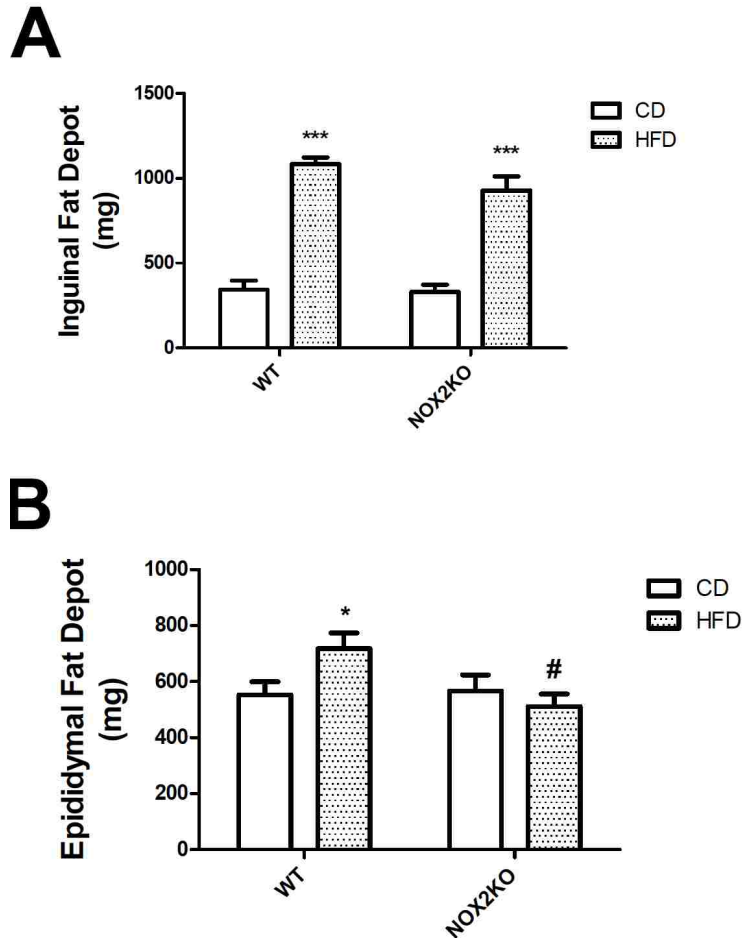 A
Inguinal Fat Depot
(mg)
1500
1000
500
0
***
***
WT
NOX2KO
CD
HFD
B
Epididymal Fat Depot
(mg)
1000
800
600
400
200
0
*
#
WT
NOX2KO
CD
HFD